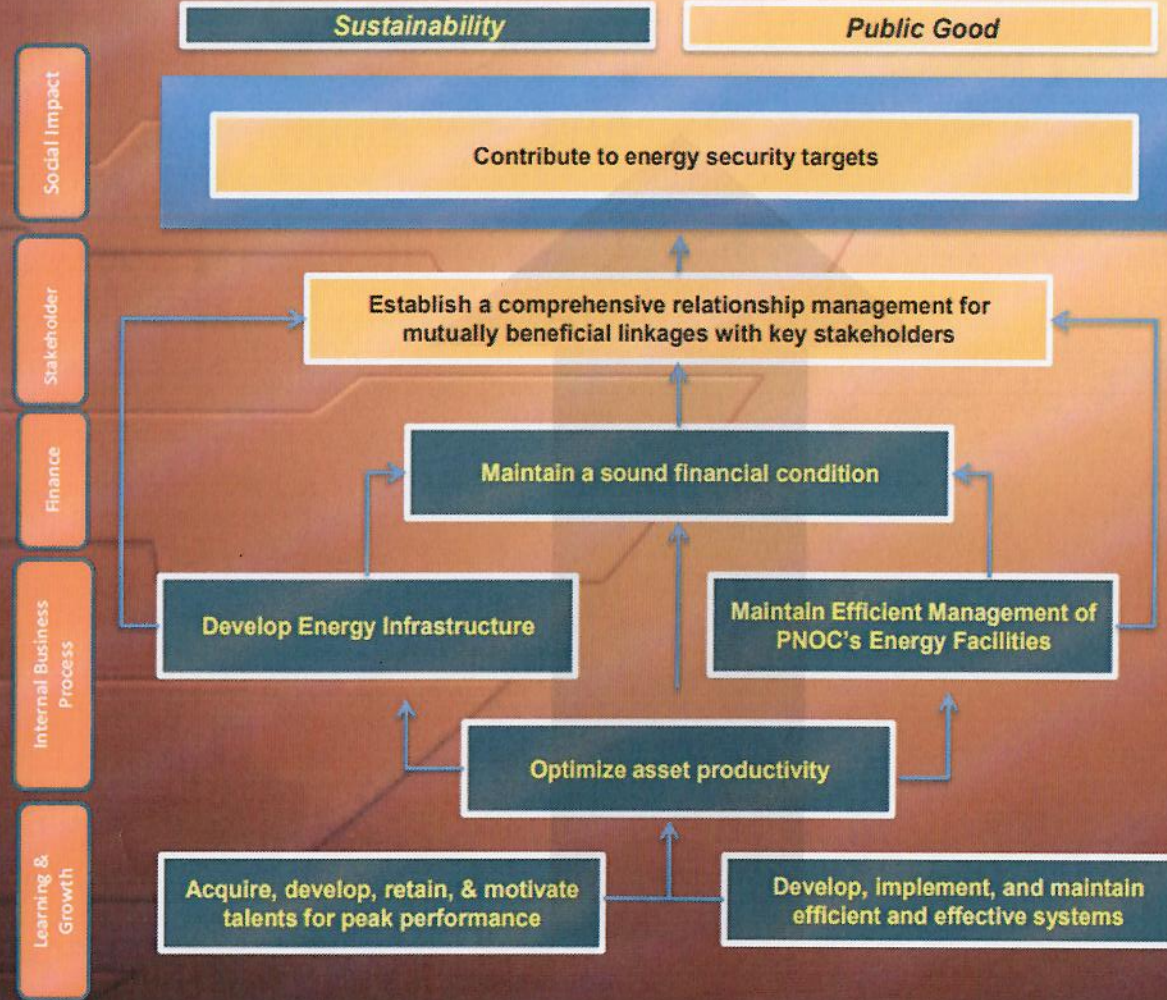 Sustainability
Public Good
Social Impact
Contribute to energy security targets
Stakeholder
Establish a comprehensive relationship management for
mutually beneficial linkages with key stakeholders
Finance
Maintain a sound financial condition
Internal Business
Process
Develop Energy Infrastructure
Maintain Efficient Management of
PNOC's Energy Facilities
Optimize asset productivity
Learning &
Growth
Acquire, develop, retain, & motivate
talents for peak performance
Develop, implement, and maintain
efficient and effective systems